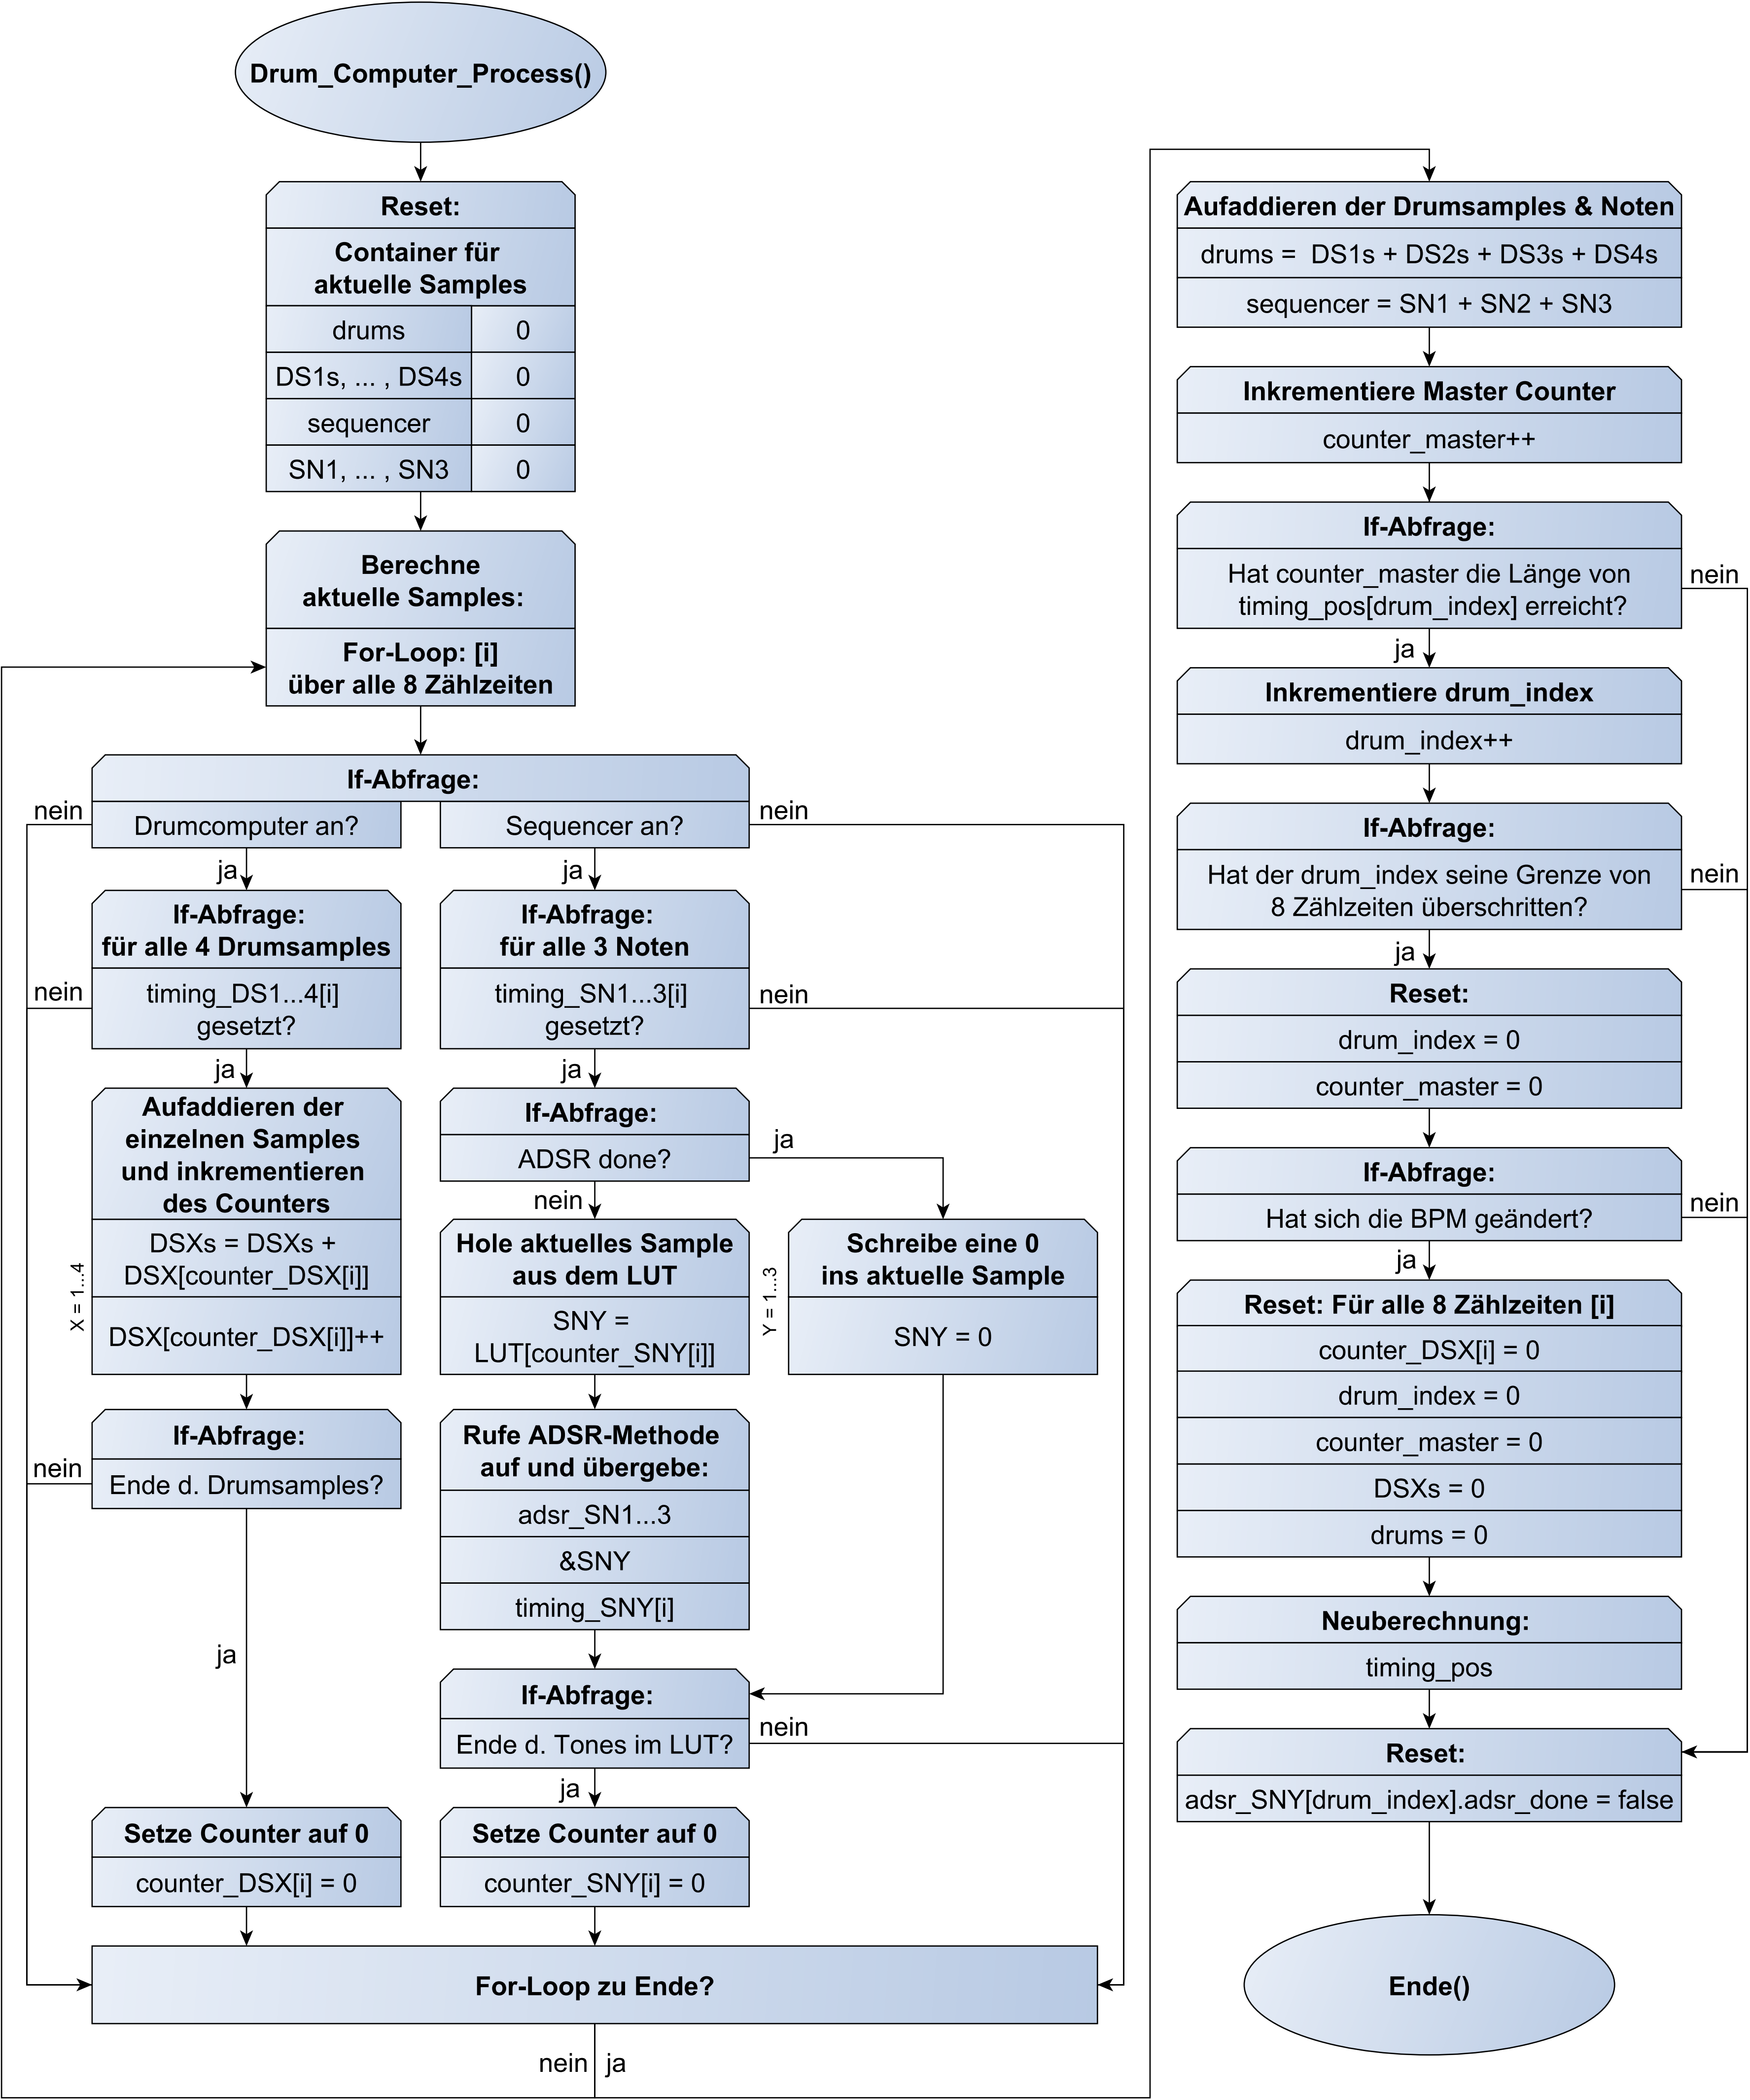 Drum_Computer_Process()
Reset:
Container für
aktuelle Samples
drums 0
DS1s, ... , DS4s 0
sequencer 0
SN1, ... , SN3 0
Berechne
aktuelle Samples:
For-Loop: [i]
über alle 8 Zählzeiten
If-Abfrage:
nein
Drumcomputer an?
Sequencer an?
nein
ja
ja
If-Abfrage:
für alle 4 Drumsamples
nein
timing_DS1...4[i]
gesetzt?
ja
Aufaddieren der
einzelnen Samples
und inkrementieren
des Counters
X = 1...4
DSXs = DSXs +
DSX[counter_DSX[i]]
DSX[counter_DSX[i]]++
If-Abfrage:
nein
Ende d. Drumsamples?
ja
Setze Counter auf 0
counter_DSX[i] = 0
If-Abfrage:
für alle 3 Noten
timing_SN1...3[i]
gesetzt?
nein
ja
If-Abfrage:
ADSR done?
ja
nein
Hole aktuelles Sample
aus dem LUT
SNY =
LUT[counter_SNY[i]]
Y = 1...3
Schreibe eine 0
ins aktuelle Sample
SNY = 0
Rufe ADSR-Methode
auf und übergebe:
adsr_SN1...3
&SNY
timing_SNY[i]
If-Abfrage:
Ende d. Tones im LUT?
nein
ja
Setze Counter auf 0
counter_SNY[i] = 0
For-Loop zu Ende?
nein ja
Aufaddieren der Drumsamples & Noten
drums = DS1s + DS2s + DS3s + DS4s
sequencer = SN1 + SN2 + SN3
Inkrementiere Master Counter
counter_master++
If-Abfrage:
Hat counter_master die Länge von
timing_pos[drum_index] erreicht?
nein
ja
Inkrementiere drum_index
drum_index++
If-Abfrage:
Hat der drum_index seine Grenze von
8 Zählzeiten überschritten?
nein
ja
Reset:
drum_index = 0
counter_master = 0
If-Abfrage:
Hat sich die BPM geändert?
nein
ja
Reset: Für alle 8 Zählzeiten [i]
counter_DSX[i] = 0
drum_index = 0
counter_master = 0
DSXs = 0
drums = 0
Neuberechnung:
timing_pos
Reset:
adsr_SNY[drum_index].adsr_done = false
Ende()